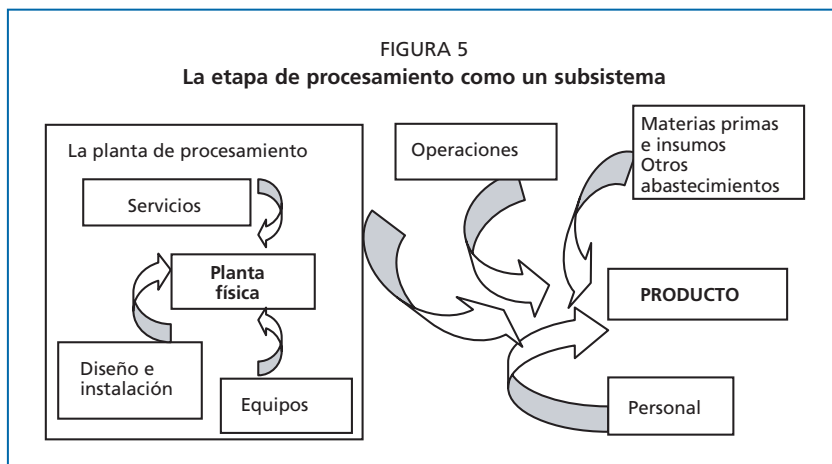 FIGURA 5
La etapa de procesamiento como un subsistema
La planta de procesamiento
Servicios
Planta
física
Diseño e
instalación
Equipos
Operaciones
Materias primas
e insumos
Otros
abastecimientos
PRODUCTO
Personal